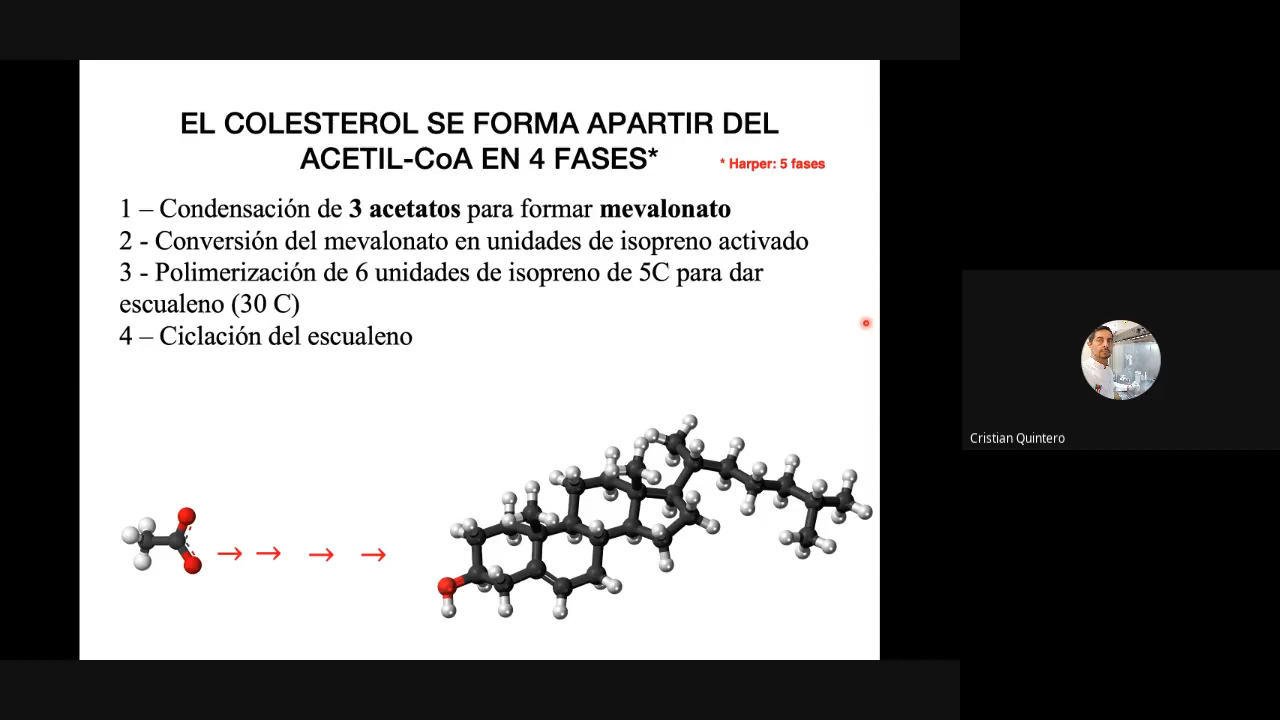 EL COLESTEROL SE FORMA APARTIR DEL
ACETIL-CoA EN 4 FASES*
* Harper: 5 fases
1 – Condensación de 3 acetatos para formar mevalonato
2 - Conversión del mevalonato en unidades de isopreno activado
3 - Polimerización de 6 unidades de isopreno de 5C para dar
escualeno (30 C)
4 – Ciclación del escualeno
Cristian Quintero